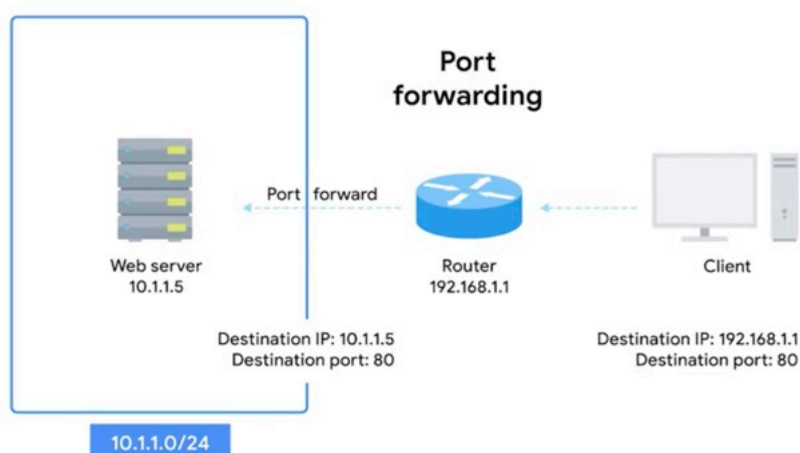 Port
forwarding
Port forward
Web server
10.1.1.5
Router
192.168.1.1
Client
Destination IP: 10.1.1.5
Destination port: 80
Destination IP: 192.168.1.1
Destination port: 80
10.1.1.0/24